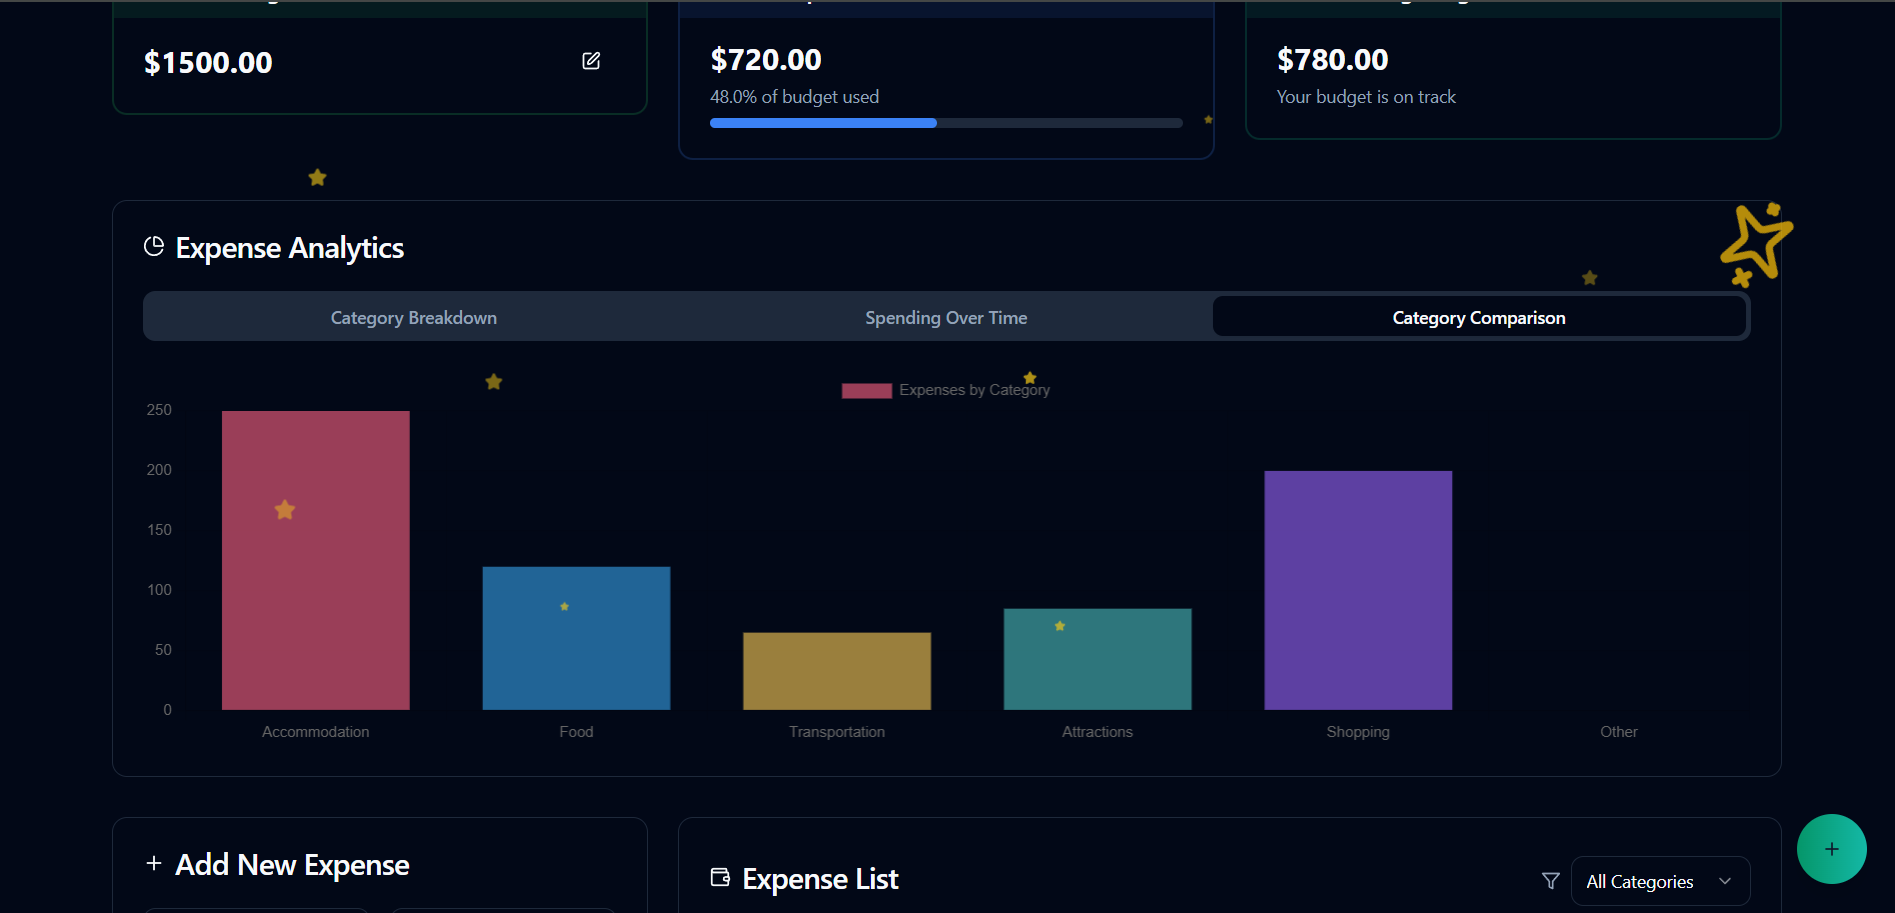 $1500.00
$720.00
48.0% of budget used
$780.00
Your budget is on track
Expense Analytics
Category Breakdown
Spending Over Time
Category Comparison
Expenses by Category
250
200
150
100
50
0
Accommodation
Food
Transportation
Attractions
Shopping
Other
Add New Expense
Expense List
All Categories